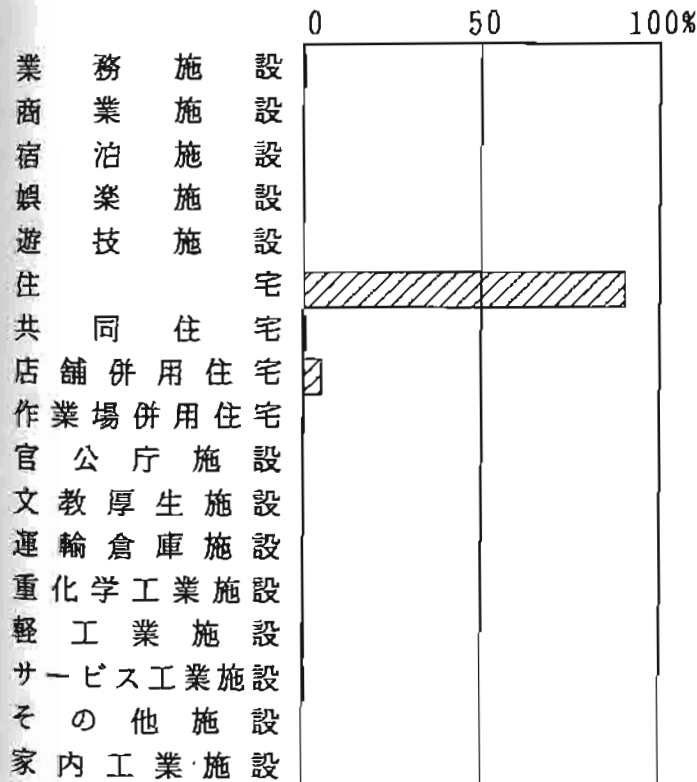 0 50 100%
業務施設
商業施設
宿泊施設
娯楽施設
遊技施設
住宅
共同住宅
店舗併用住宅
作業場併用住宅
官公庁施設
文教厚生施設
運輸倉庫施設
重化学工業施設
軽工業施設
サービス工業施設
その他施設
家内工業施設